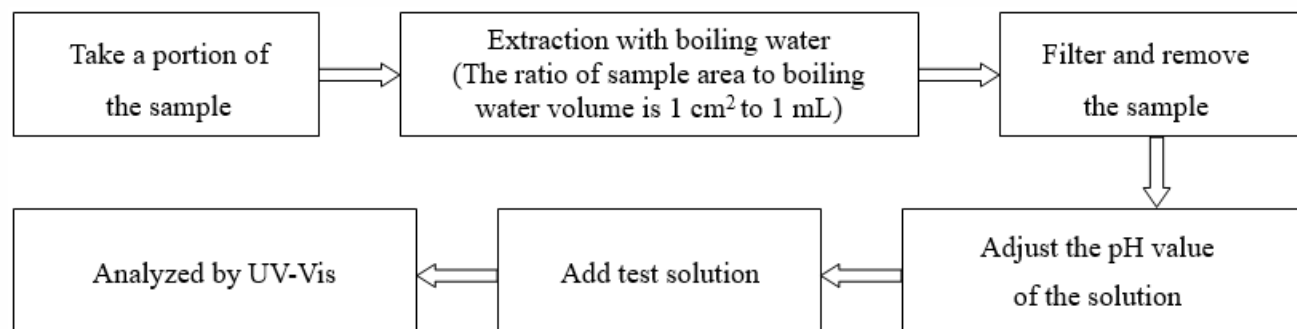 Take a portion of
the sample
Extraction with boiling water
(The ratio of sample area to boiling
water volume is 1 cm² to 1 mL)
Filter and remove
the sample
Adjust the pH value
of the solution
Add test solution
Analyzed by UV-Vis